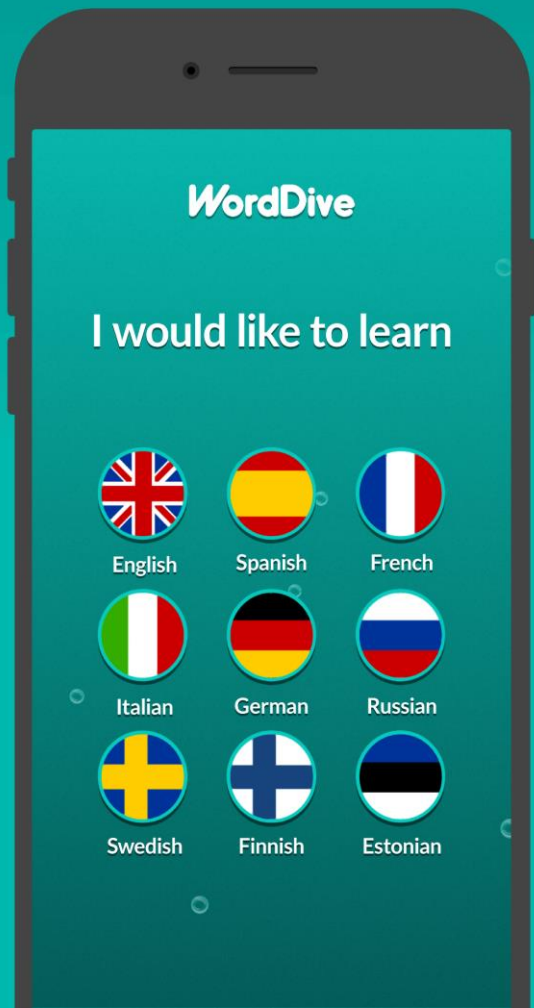 WordDive
I would like to learn
English Spanish French
Italian German Russian
Swedish Finnish Estonian